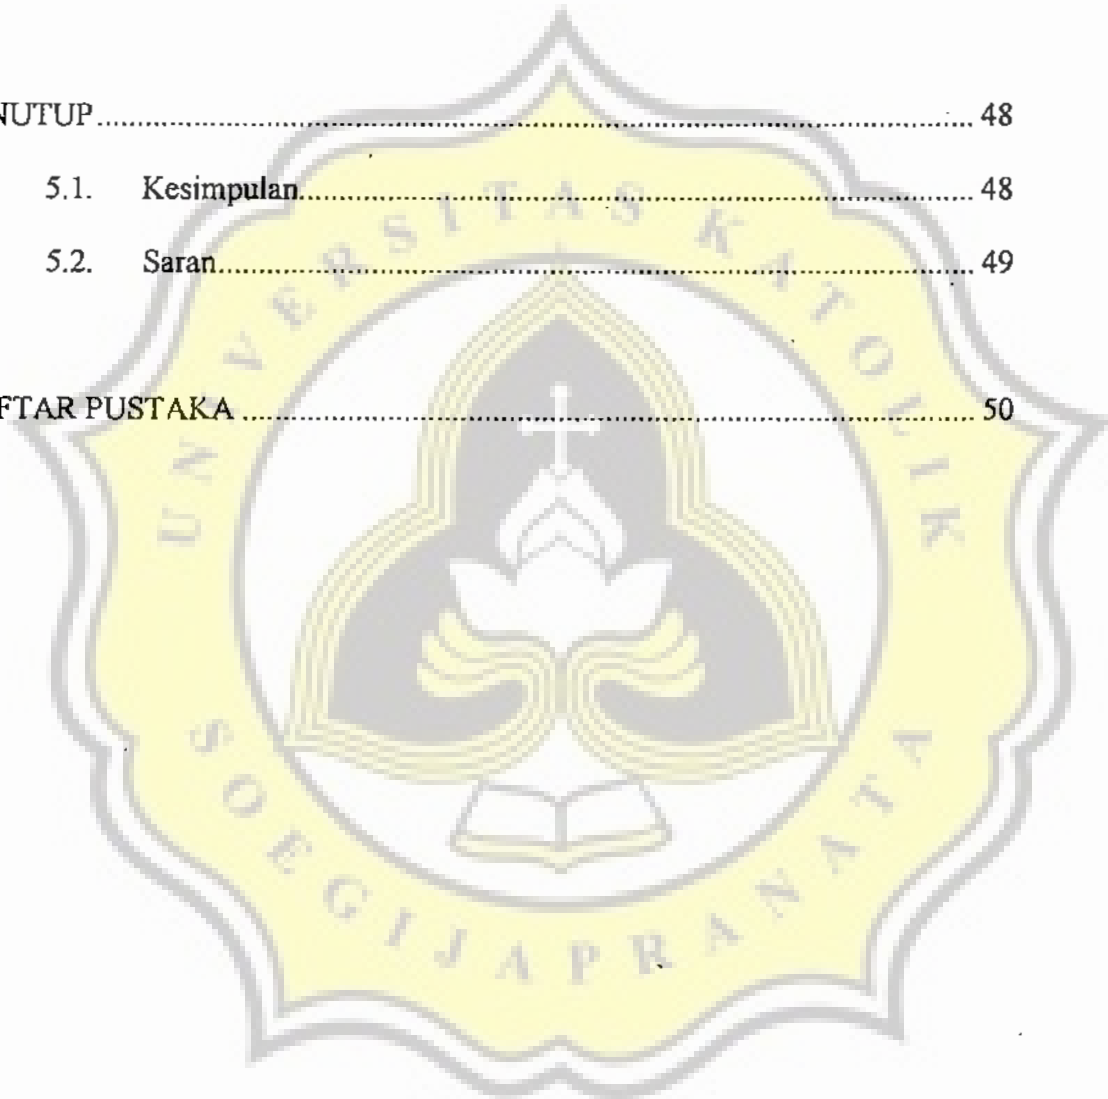 NUTUP........................................................ 48
5.1. Kesimpulan........................................................ 48
5.2. Saran........................................................ 49
FTAR PUSTAKA ........................................................ 50
UNIVERSITAS KATOLIK
SOEGIJAPRANATA